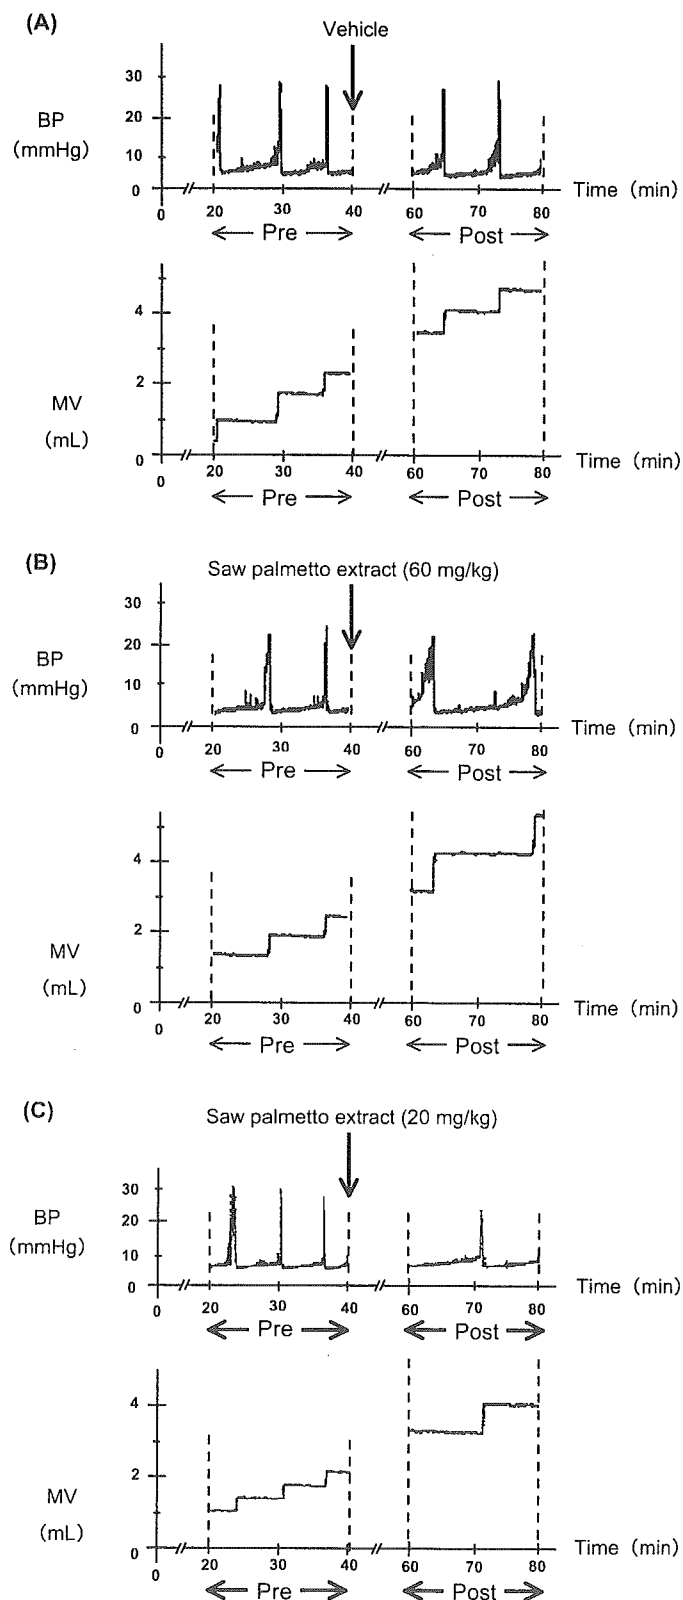 (A)
Vehicle
30
20
10
0
BP
(mmHg)
0
20
30
40
60
70
80
Time (min)
Pre
Post
4
2
0
MV
(mL)
0
20
30
40
60
70
80
Time (min)
Pre
Post
(B)
Saw palmetto extract (60 mg/kg)
30
20
10
0
BP
(mmHg)
0
20
30
40
60
70
80
Time (min)
Pre
Post
4
2
0
MV
(mL)
0
20
30
40
60
70
80
Time (min)
Pre
Post
(C)
Saw palmetto extract (20 mg/kg)
30
20
10
0
BP
(mmHg)
0
20
30
40
60
70
80
Time (min)
Pre
Post
4
2
0
MV
(mL)
0
20
30
40
60
70
80
Time (min)
Pre
Post